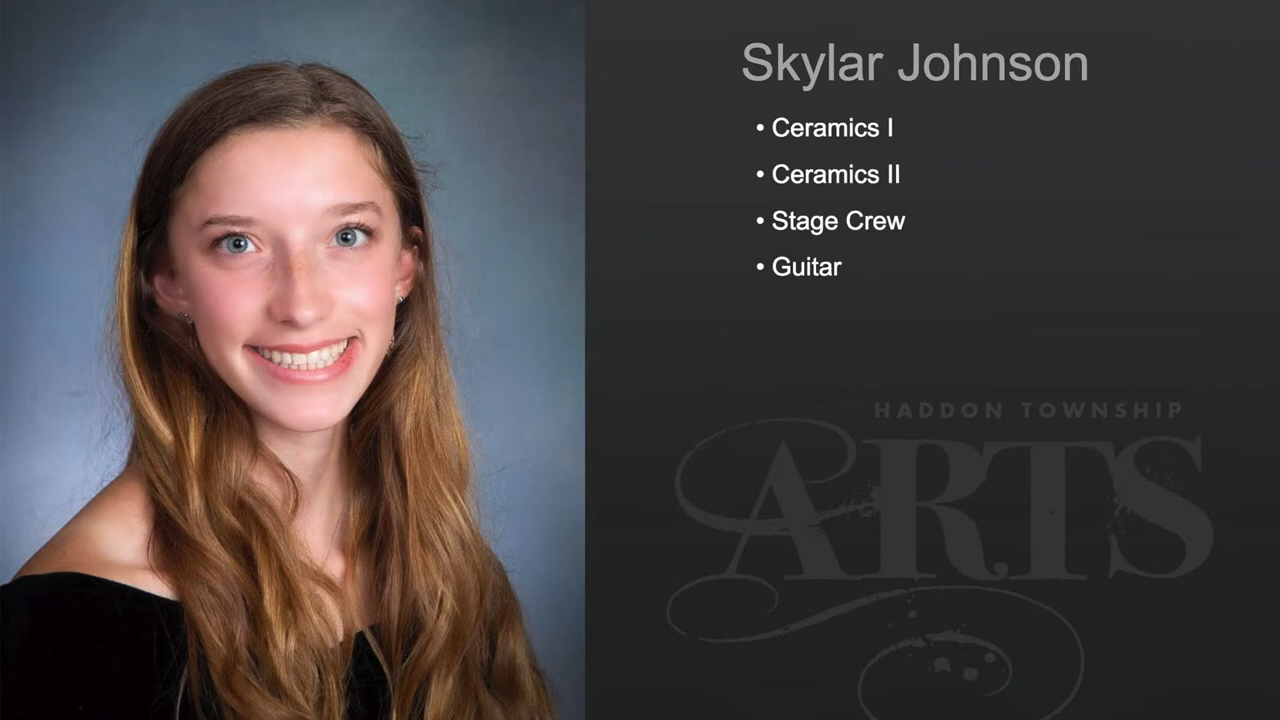 Skylar Johnson
• Ceramics I
• Ceramics II
• Stage Crew
• Guitar
HADDON TOWNSHIP
ARTS